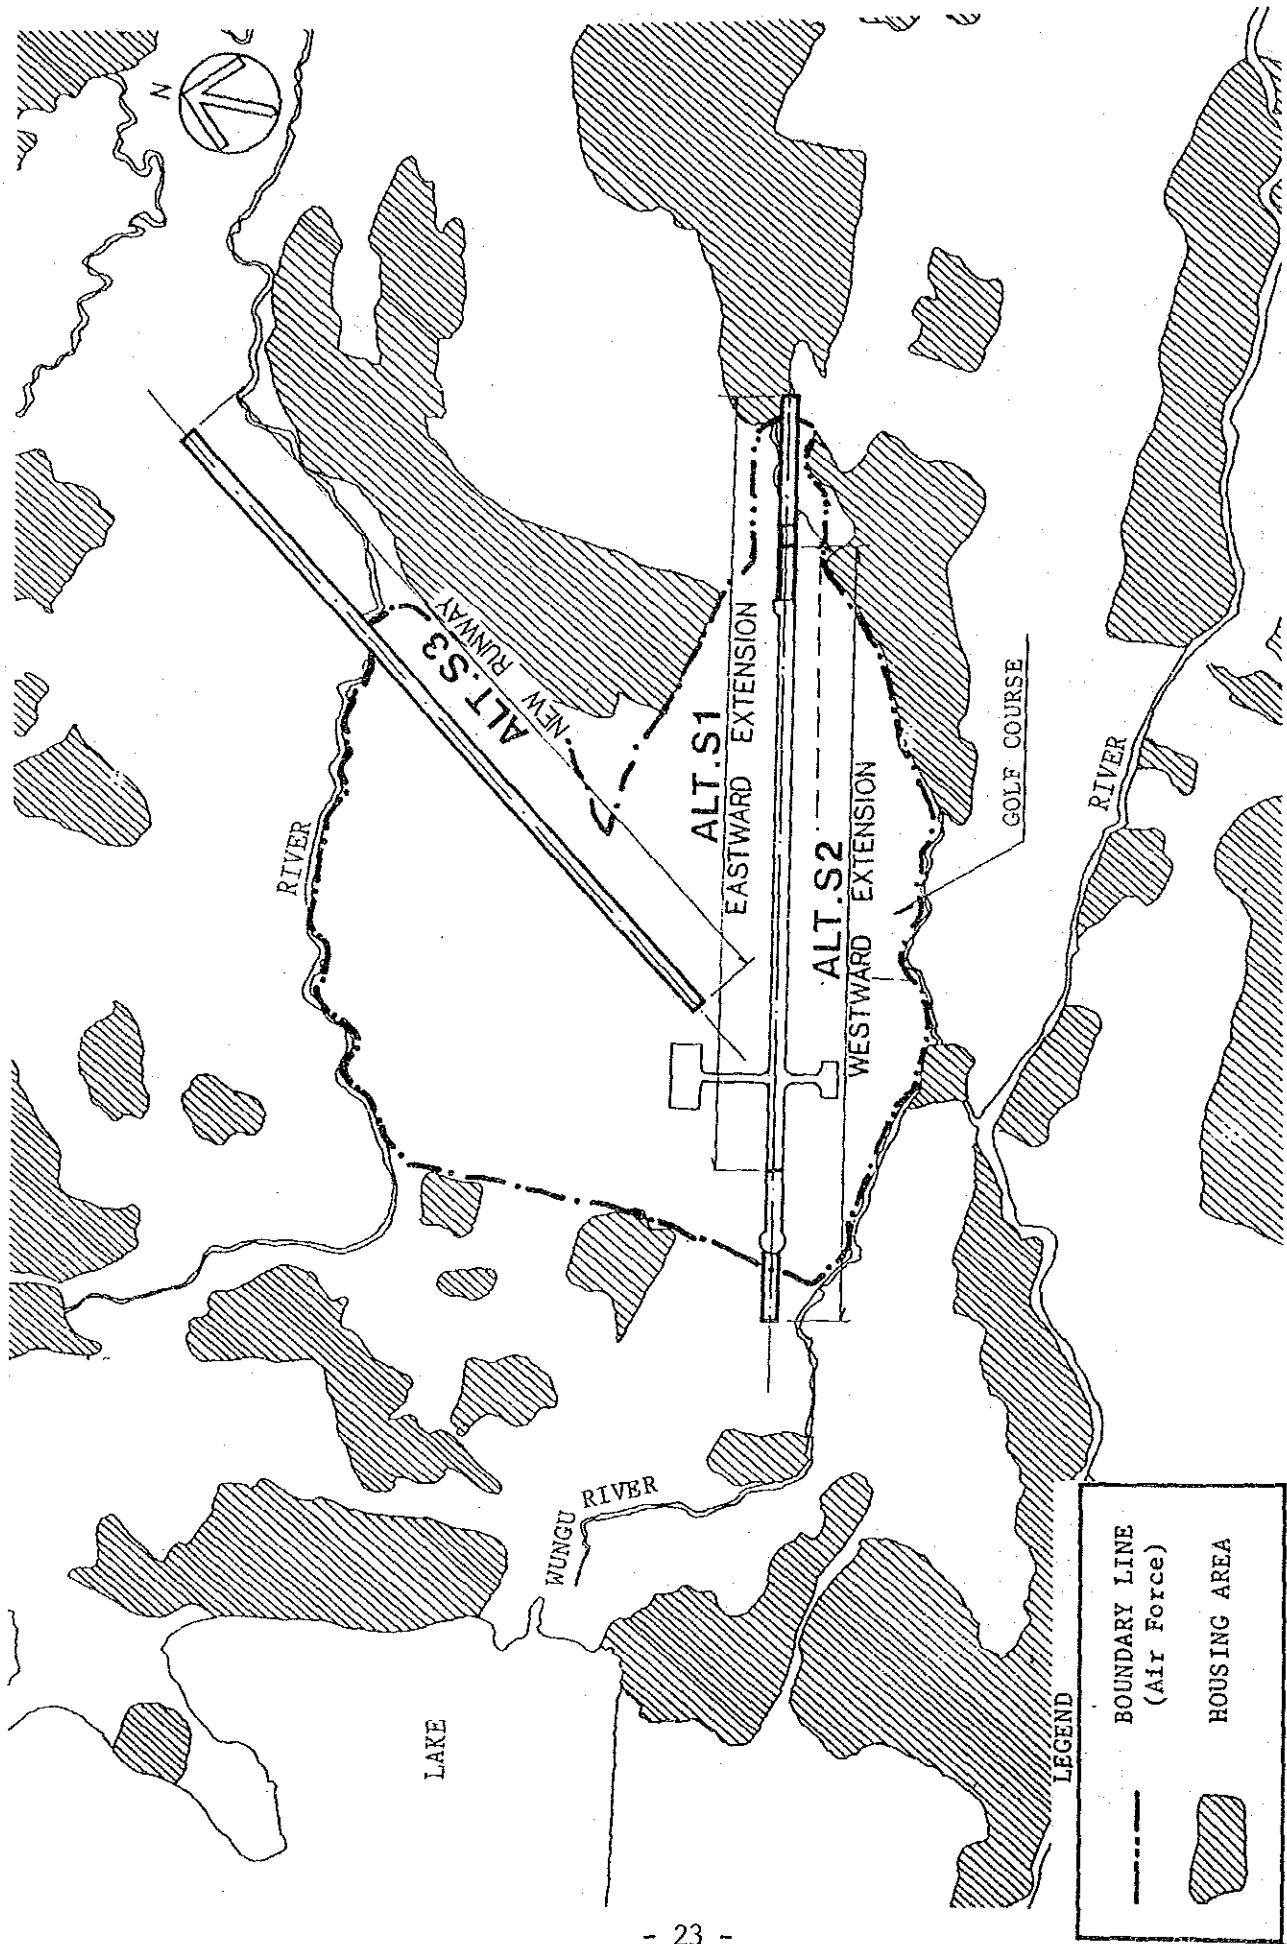 N
RIVER
ALT.S3
NEW RUNWAY
ALT.S1
EASTWARD EXTENSION
ALT.S2
WESTWARD EXTENSION
GOLF COURSE
RIVER
WUNGU RIVER
LAKE
LEGEND
BOUNDARY LINE
(Air Force)
HOUSING AREA
- 23 -